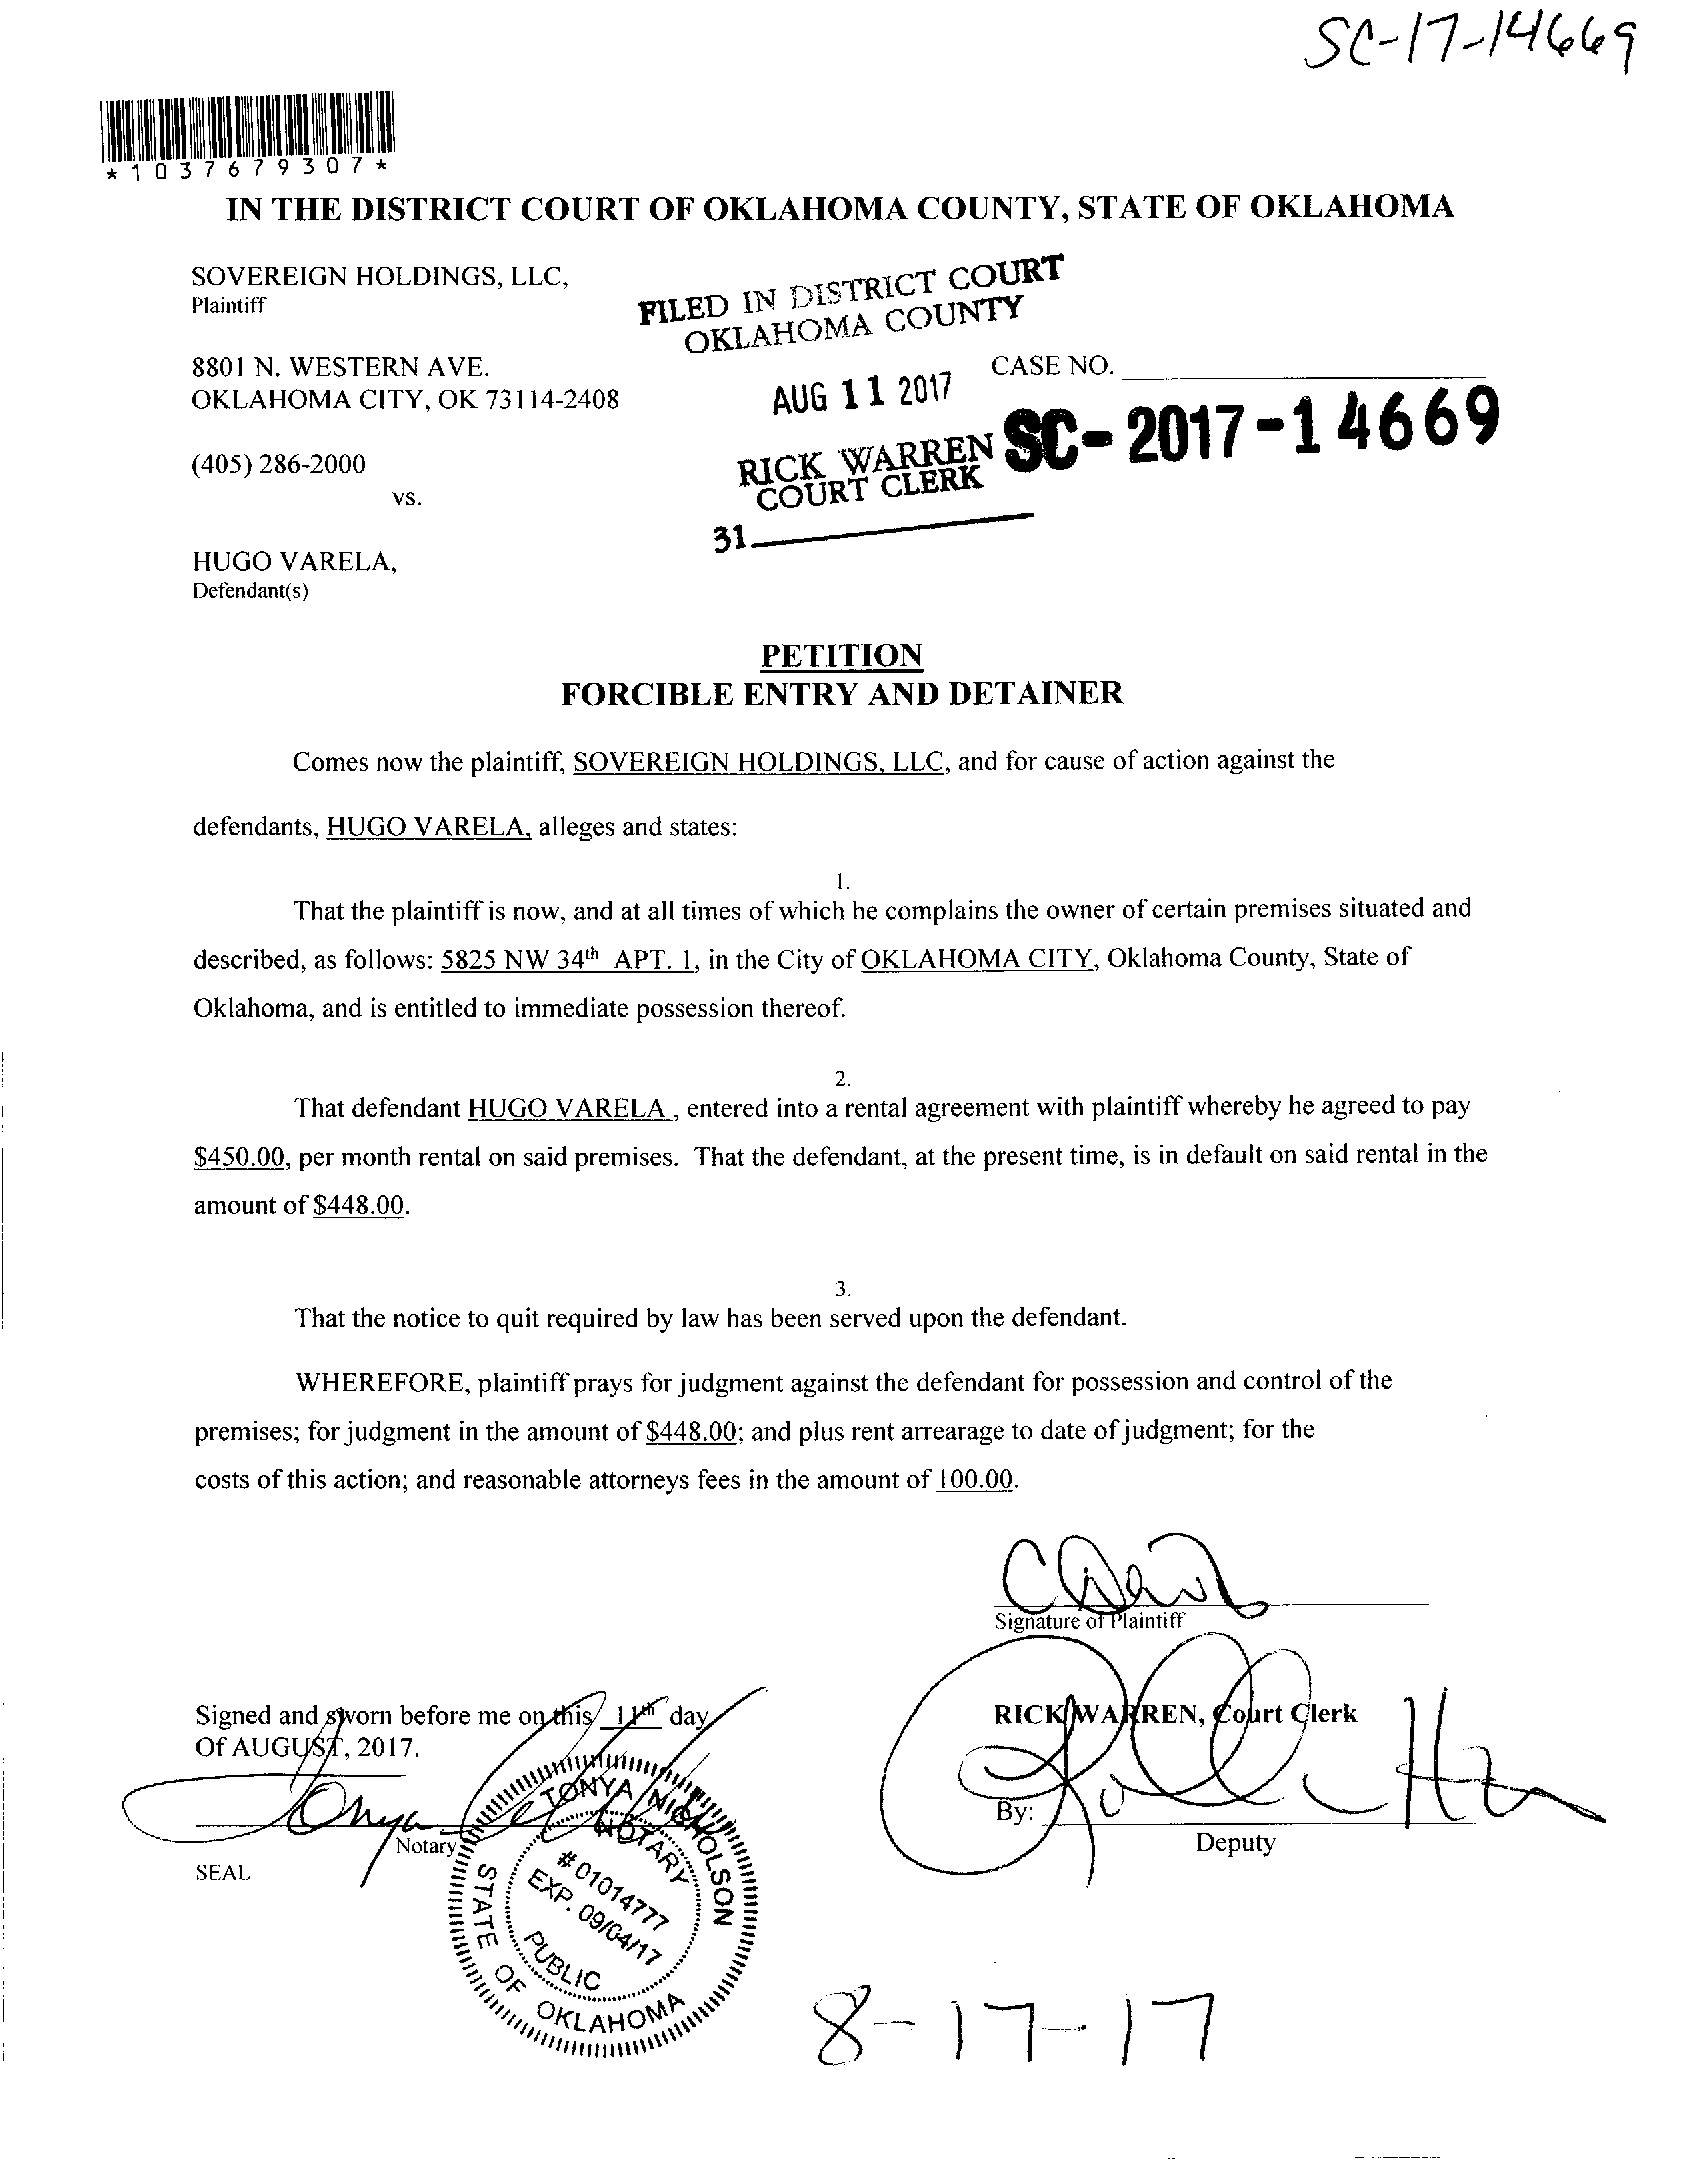 SC-17-14669
*1037679307*
IN THE DISTRICT COURT OF OKLAHOMA COUNTY, STATE OF OKLAHOMA
SOVEREIGN HOLDINGS, LLC,
Plaintiff
FILED IN DISTRICT COURT
OKLAHOMA COUNTY
8801 N. WESTERN AVE.
OKLAHOMA CITY, OK 73114-2408
CASE NO.
AUG 11 2017
SC-2017-14669
(405) 286-2000
RICK WARREN
COURT CLERK
vs.
31
HUGO VARELA,
Defendant(s)
PETITION
FORCIBLE ENTRY AND DETAINER
Comes now the plaintiff, SOVEREIGN HOLDINGS, LLC, and for cause of action against the
defendants, HUGO VARELA, alleges and states:
1.
That the plaintiff is now, and at all times of which he complains the owner of certain premises situated and
described, as follows: 5825 NW 34th APT. 1, in the City of OKLAHOMA CITY, Oklahoma County, State of
Oklahoma, and is entitled to immediate possession thereof.
2.
That defendant HUGO VARELA , entered into a rental agreement with plaintiff whereby he agreed to pay
$450.00, per month rental on said premises. That the defendant, at the present time, is in default on said rental in the
amount of $448.00.
3.
That the notice to quit required by law has been served upon the defendant.
WHEREFORE, plaintiff prays for judgment against the defendant for possession and control of the
premises; for judgment in the amount of $448.00; and plus rent arrearage to date of judgment; for the
costs of this action; and reasonable attorneys fees in the amount of 100.00.
Signature of Plaintiff
Signed and sworn before me on this 11th day
Of AUGUST, 2017.
RICK WARREN, Court Clerk
Tonya
By:
Notary
Deputy
SEAL
TONYA NICHOLSON
NOTARY
# 01014777
EXP. 09/04/17
PUBLIC
STATE OF OKLAHOMA
8-17-17